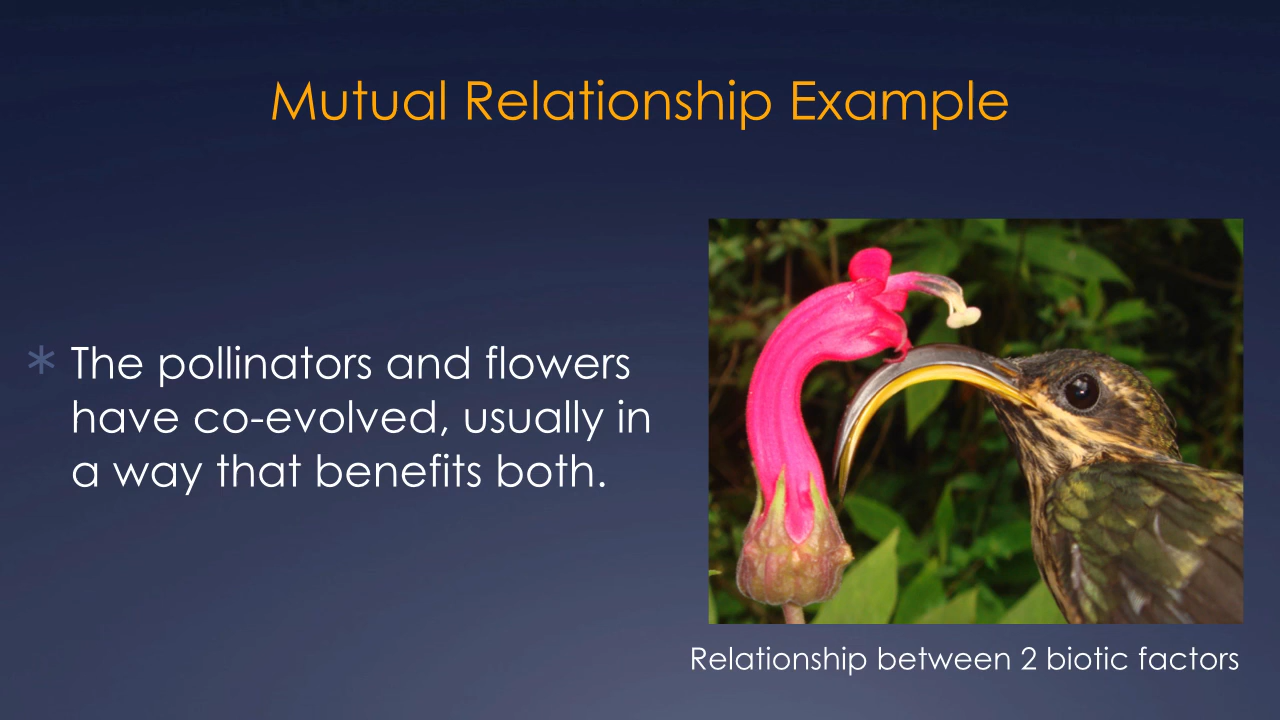 Mutual Relationship Example
* The pollinators and flowers
have co-evolved, usually in
a way that benefits both.
Relationship between 2 biotic factors